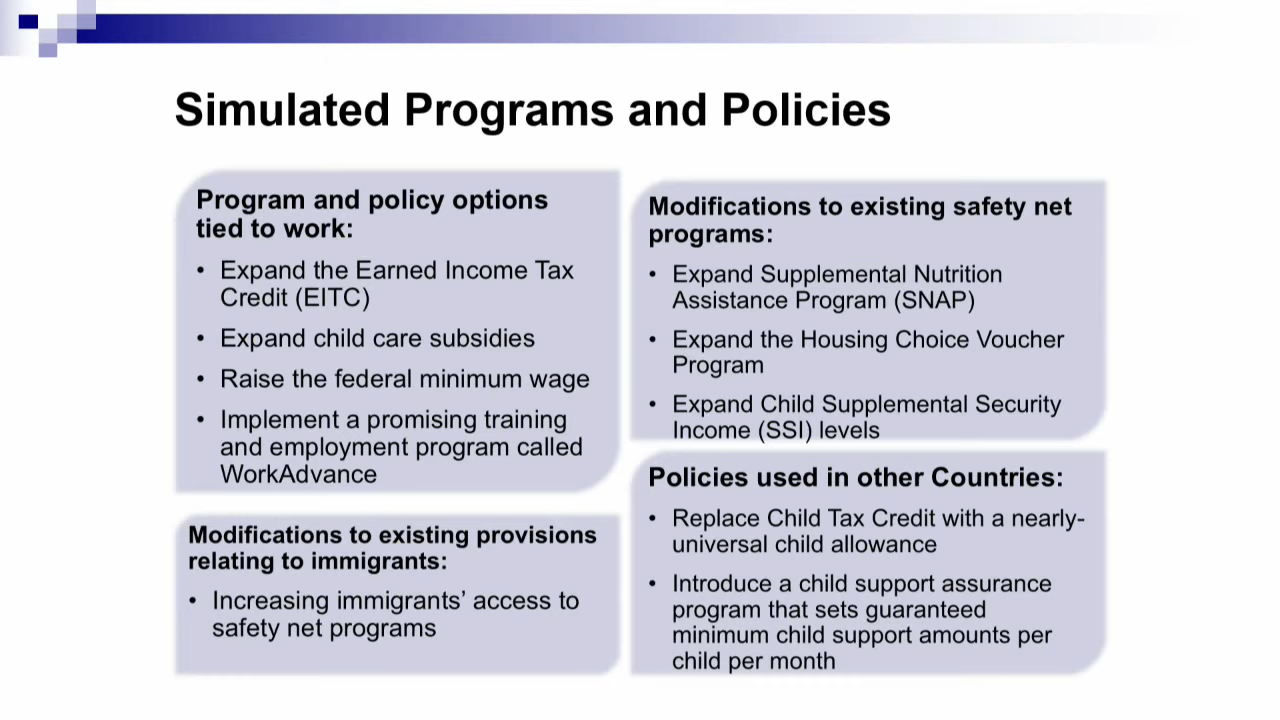 Simulated Programs and Policies
Program and policy options
tied to work:
• Expand the Earned Income Tax
Credit (EITC)
• Expand child care subsidies
• Raise the federal minimum wage
• Implement a promising training
and employment program called
WorkAdvance
Modifications to existing safety net
programs:
• Expand Supplemental Nutrition
Assistance Program (SNAP)
• Expand the Housing Choice Voucher
Program
• Expand Child Supplemental Security
Income (SSI) levels
Modifications to existing provisions
relating to immigrants:
• Increasing immigrants’ access to
safety net programs
Policies used in other Countries:
• Replace Child Tax Credit with a nearly-
universal child allowance
• Introduce a child support assurance
program that sets guaranteed
minimum child support amounts per
child per month